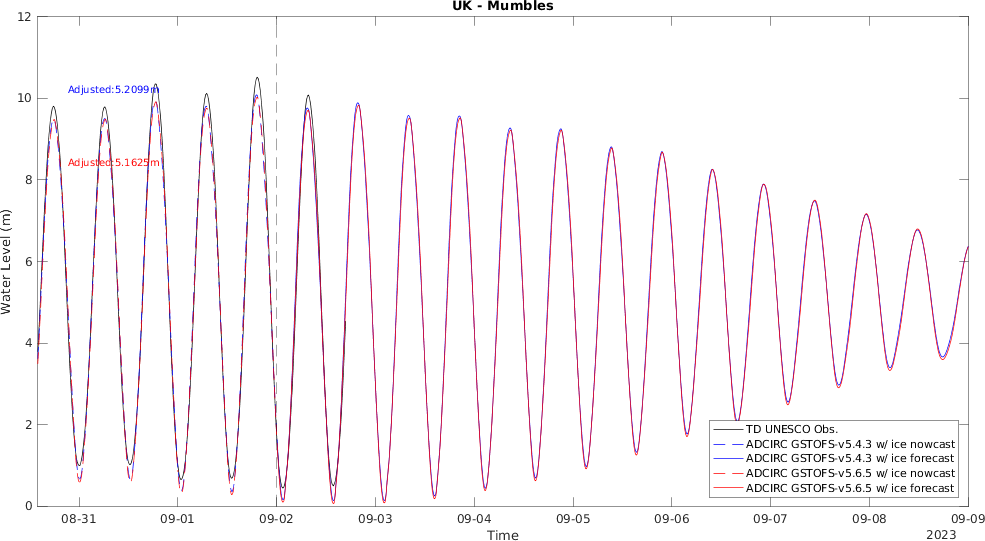 UK - Mumbles
12
10
8
6
4
2
0
Water Level (m)
Adjusted:5.2099m
Adjusted:5.1625m
TD UNESCO Obs.
ADCIRC GSTOFS-v5.4.3 w/ ice nowcast
ADCIRC GSTOFS-v5.4.3 w/ ice forecast
ADCIRC GSTOFS-v5.6.5 w/ ice nowcast
ADCIRC GSTOFS-v5.6.5 w/ ice forecast
08-31 09-01 09-02 09-03 09-04 09-05 09-06 09-07 09-08 09-09
Time
2023